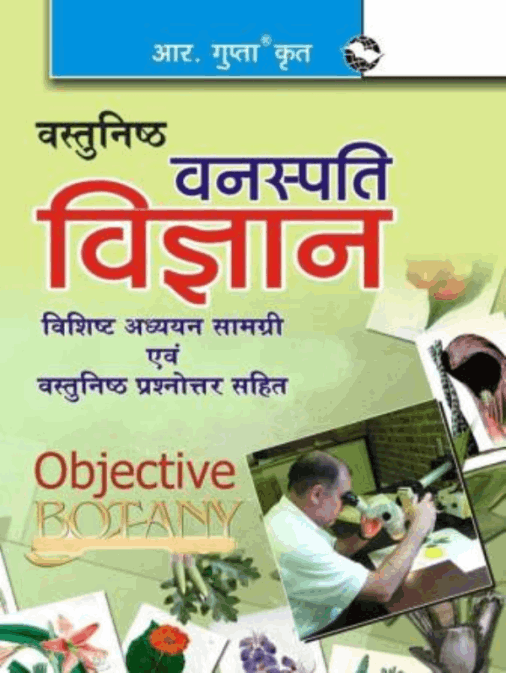 आर. गुप्ता® कृत
वस्तुनिष्ठ
वनस्पति
विज्ञान
विशिष्ट अध्ययन सामग्री
एवं
वस्तुनिष्ठ प्रश्नोत्तर सहित
Objective
BOTANY